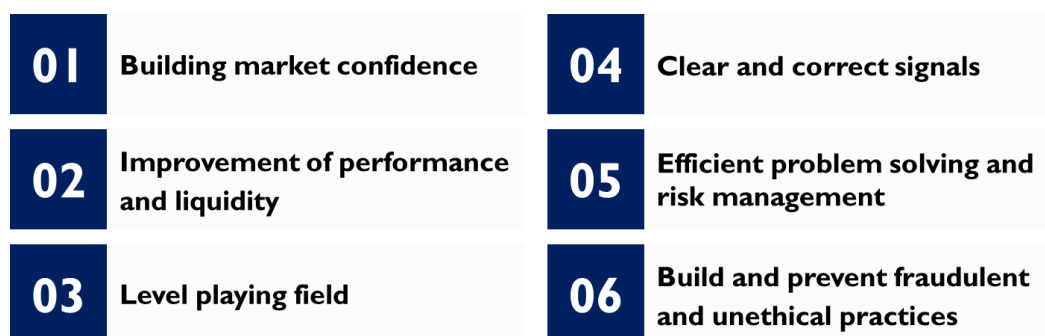 01
Building market confidence
02
Improvement of performance
and liquidity
03
Level playing field
04
Clear and correct signals
05
Efficient problem solving and
risk management
06
Build and prevent fraudulent
and unethical practices